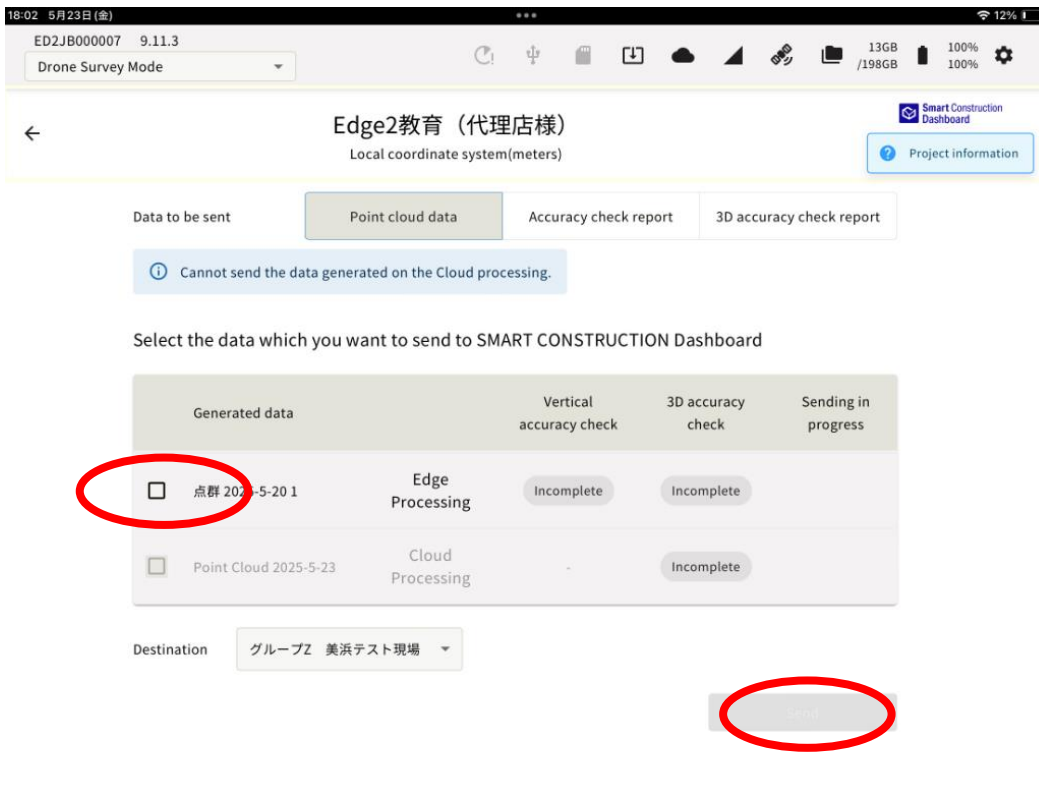 18:02 5月23日(金)
12%
ED2JB000007 9.11.3
Drone Survey Mode
13GB
/198GB
100%
100%
Edge2教育（代理店様）
Local coordinate system(meters)
Smart Construction
Dashboard
Project information
Data to be sent
Point cloud data
Accuracy check report
3D accuracy check report
Cannot send the data generated on the Cloud processing.
Select the data which you want to send to SMART CONSTRUCTION Dashboard
Generated data
Vertical
accuracy check
3D accuracy
check
Sending in
progress
点群 2025-5-20 1
Edge
Processing
Incomplete
Incomplete
Point Cloud 2025-5-23
Cloud
Processing
-
Incomplete
Destination
グループZ 美浜テスト現場
Send